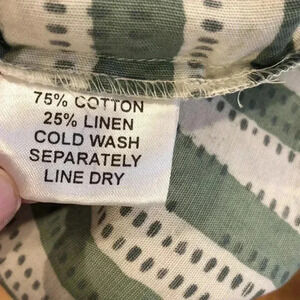 75% COTTON
25% LINEN
COLD WASH
SEPARATELY
LINE DRY